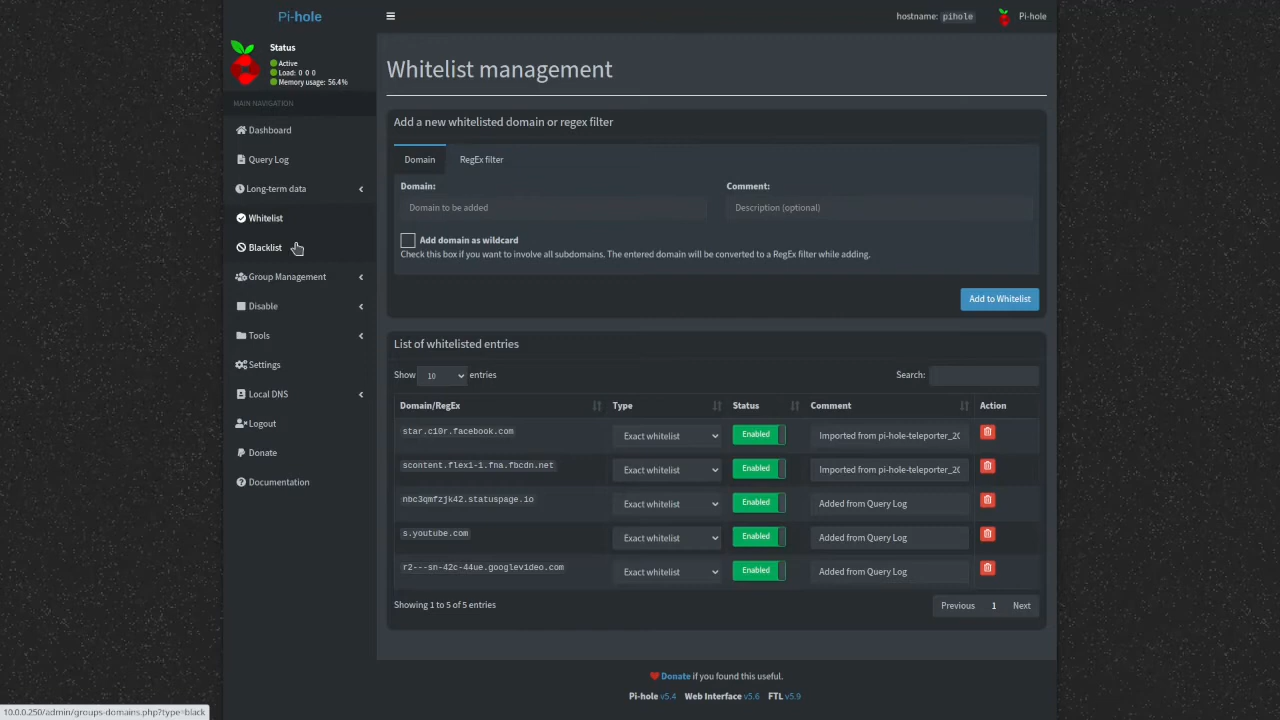 Pi-hole
hostname: pihole
Pi-hole
Status
Active
Load: 0 0 0
Memory usage: 56.4%
MAIN NAVIGATION
Dashboard
Query Log
Long-term data
Whitelist
Blacklist
Group Management
Disable
Tools
Settings
Local DNS
Logout
Donate
Documentation
Whitelist management
Add a new whitelisted domain or regex filter
Domain
RegEx filter
Domain:
Comment:
Domain to be added
Description (optional)
Add domain as wildcard
Check this box if you want to involve all subdomains. The entered domain will be converted to a RegEx filter while adding.
Add to Whitelist
List of whitelisted entries
Show 10 entries
Search:
Domain/RegEx Type Status Comment Action
star.c10r.facebook.com Exact whitelist Enabled Imported from pi-hole-teleporter_20
scontent.flex1-1.fna.fbcdn.net Exact whitelist Enabled Imported from pi-hole-teleporter_20
nbc3qmfzjk42.statuspage.io Exact whitelist Enabled Added from Query Log
s.youtube.com Exact whitelist Enabled Added from Query Log
r2---sn-42c-44ue.googlevideo.com Exact whitelist Enabled Added from Query Log
Showing 1 to 5 of 5 entries
Previous 1 Next
Donate if you found this useful.
Pi-hole v5.4 Web Interface v5.6 FTL v5.9
10.0.0.250/admin/groups-domains.php?type=black